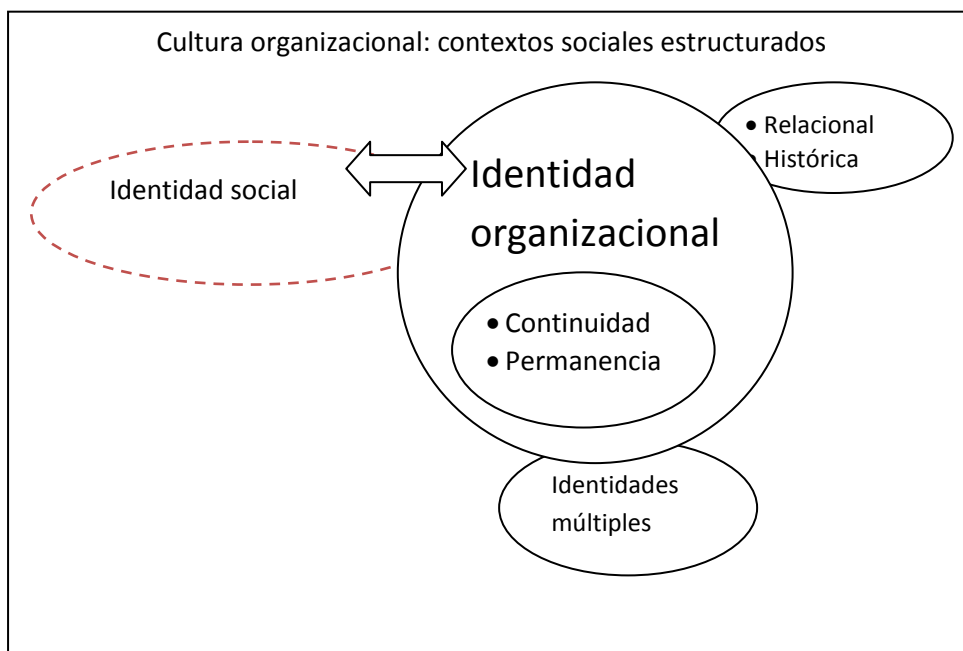 Cultura organizacional: contextos sociales estructurados
• Relacional
• Histórica
Identidad social
Identidad
organizacional
• Continuidad
• Permanencia
Identidades
múltiples